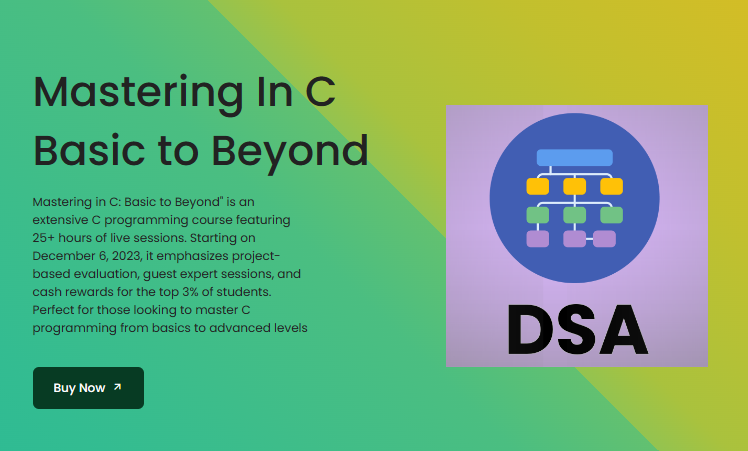 Mastering In C
Basic to Beyond
Mastering in C: Basic to Beyond" is an
extensive C programming course featuring
25+ hours of live sessions. Starting on
December 6, 2023, it emphasizes project-
based evaluation, guest expert sessions, and
cash rewards for the top 3% of students.
Perfect for those looking to master C
programming from basics to advanced levels
Buy Now
DSA